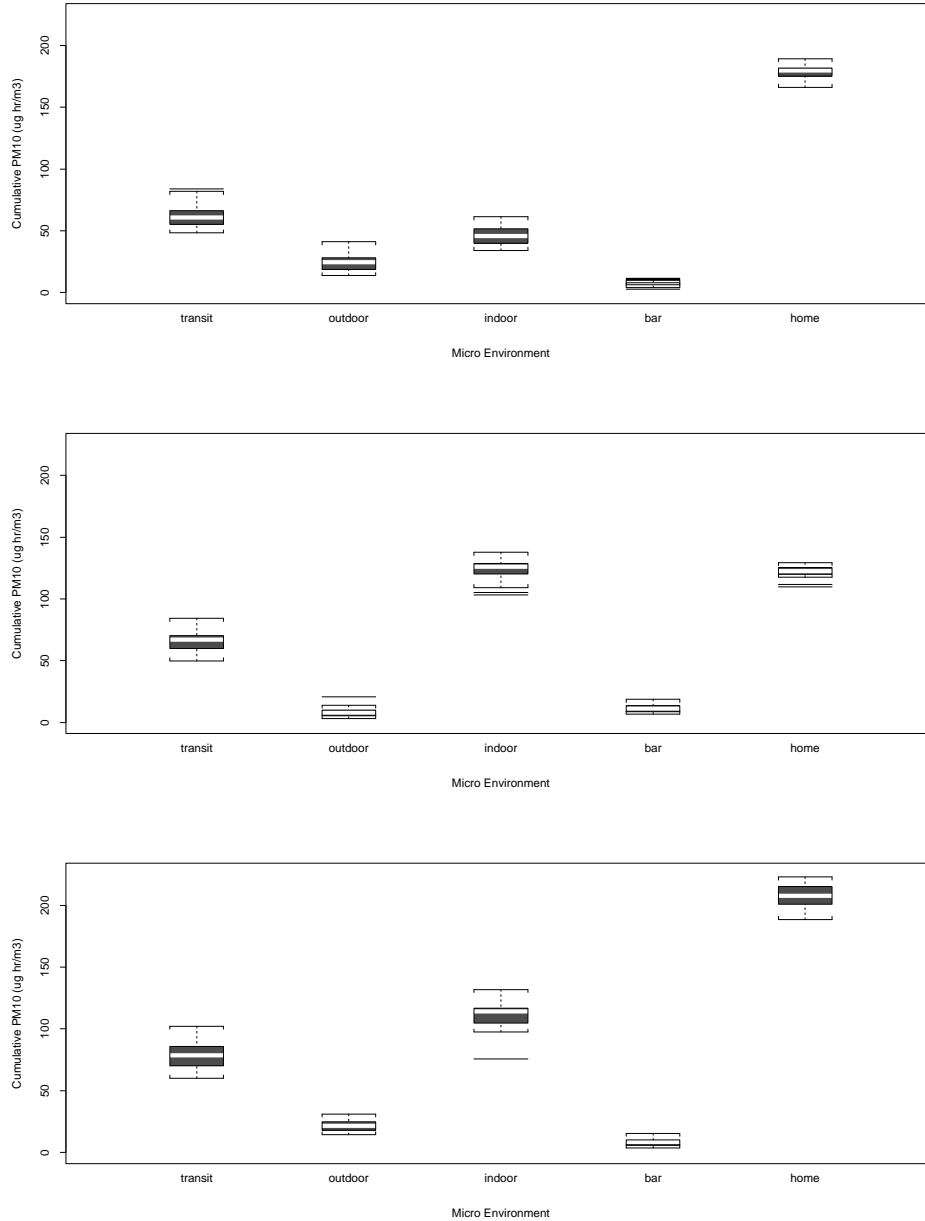 Cumulative PM10 (ug hr/m3)
200
150
100
50
0
transit outdoor indoor bar home
Micro Environment
Cumulative PM10 (ug hr/m3)
200
150
100
50
0
transit outdoor indoor bar home
Micro Environment
Cumulative PM10 (ug hr/m3)
200
150
100
50
0
transit outdoor indoor bar home
Micro Environment